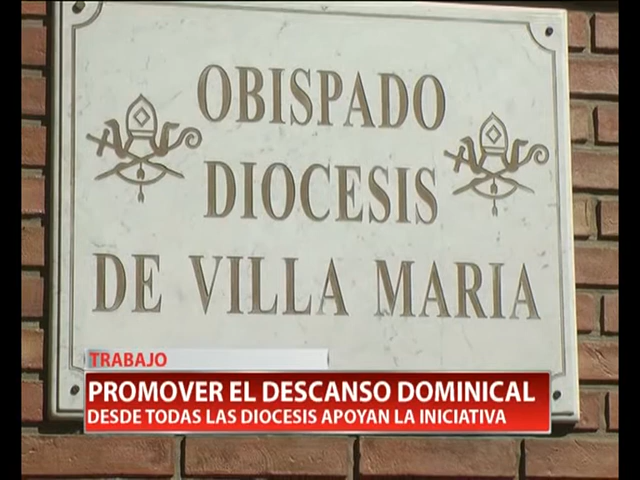 OBISPADO
DIOCESIS
DE VILLA MARIA
TRABAJO
PROMOVER EL DESCANSO DOMINICAL
DESDE TODAS LAS DIOCESIS APOYAN LA INICIATIVA